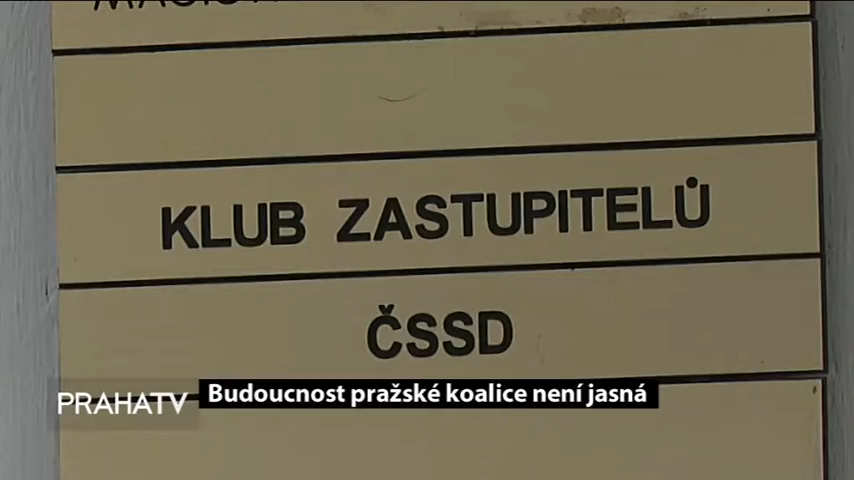 KLUB ZASTUPITELŮ
ČSSD
PRAHATV
Budoucnost pražské koalice není jasná